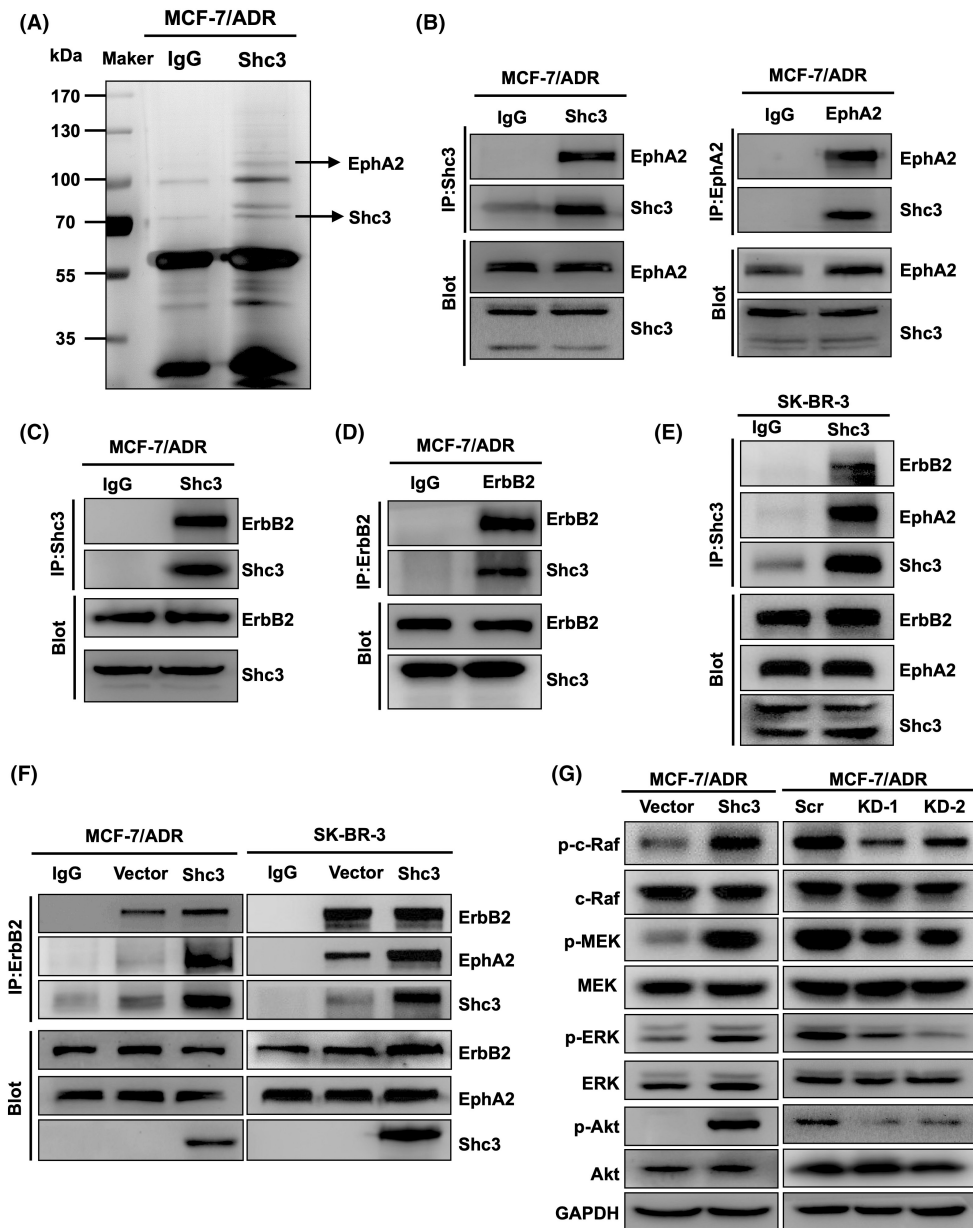 (A)
MCF-7/ADR
kDa Maker IgG Shc3
170
130
100
70
55
35
EphA2
Shc3
(B)
MCF-7/ADR
IgG Shc3
IP:Shc3
EphA2
Shc3
Blot
EphA2
Shc3
MCF-7/ADR
IgG EphA2
IP:EphA2
EphA2
Shc3
Blot
EphA2
Shc3
(C)
MCF-7/ADR
IgG Shc3
IP:Shc3
ErbB2
Shc3
Blot
ErbB2
Shc3
(D)
MCF-7/ADR
IgG ErbB2
IP:ErbB2
ErbB2
Shc3
Blot
ErbB2
Shc3
(E)
SK-BR-3
IgG Shc3
IP:Shc3
ErbB2
EphA2
Shc3
Blot
ErbB2
EphA2
Shc3
(F)
MCF-7/ADR SK-BR-3
IgG Vector Shc3 IgG Vector Shc3
IP:ErbB2
ErbB2
EphA2
Shc3
Blot
ErbB2
EphA2
Shc3
(G)
MCF-7/ADR MCF-7/ADR
Vector Shc3 Scr KD-1 KD-2
p-c-Raf
c-Raf
p-MEK
MEK
p-ERK
ERK
p-Akt
Akt
GAPDH